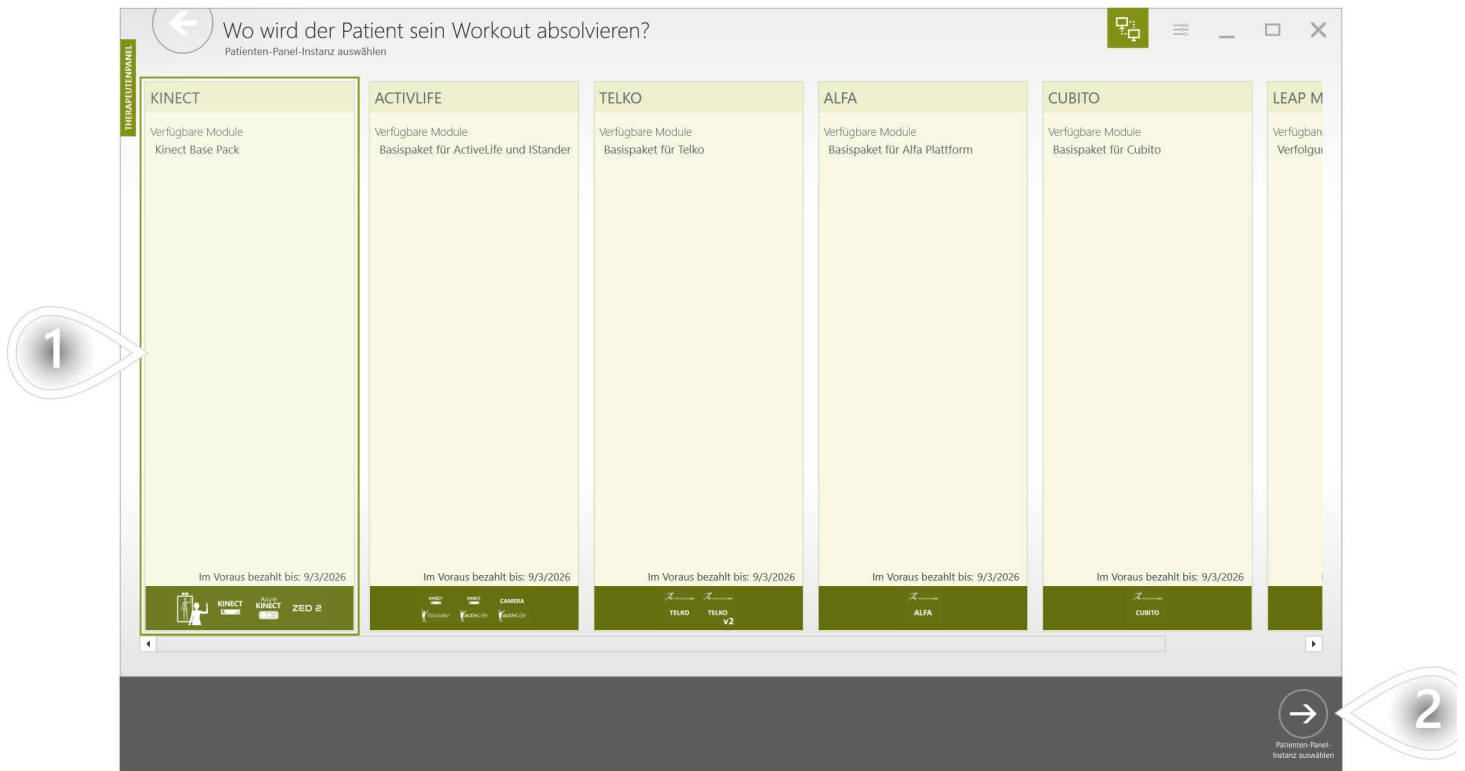 Wo wird der Patient sein Workout absolvieren?
Patienten-Panel-Instanz auswählen
THERAPEUTENPANEL
KINECT
Verfügbare Module
Kinect Base Pack
Im Voraus bezahlt bis: 9/3/2026
KINECT
Azure
KINECT
ZED 2
ACTIVLIFE
Verfügbare Module
Basispaket für ActiveLife und IStander
Im Voraus bezahlt bis: 9/3/2026
KINECT
KINECT
CAMERA
IStander
activLife
activLife
TELKO
Verfügbare Module
Basispaket für Telko
Im Voraus bezahlt bis: 9/3/2026
TELKO
TELKO
v2
ALFA
Verfügbare Module
Basispaket für Alfa Plattform
Im Voraus bezahlt bis: 9/3/2026
ALFA
CUBITO
Verfügbare Module
Basispaket für Cubito
Im Voraus bezahlt bis: 9/3/2026
CUBITO
LEAP M
Verfügbare
Verfolgu
1
2
Patienten-Panel-
Instanz auswählen